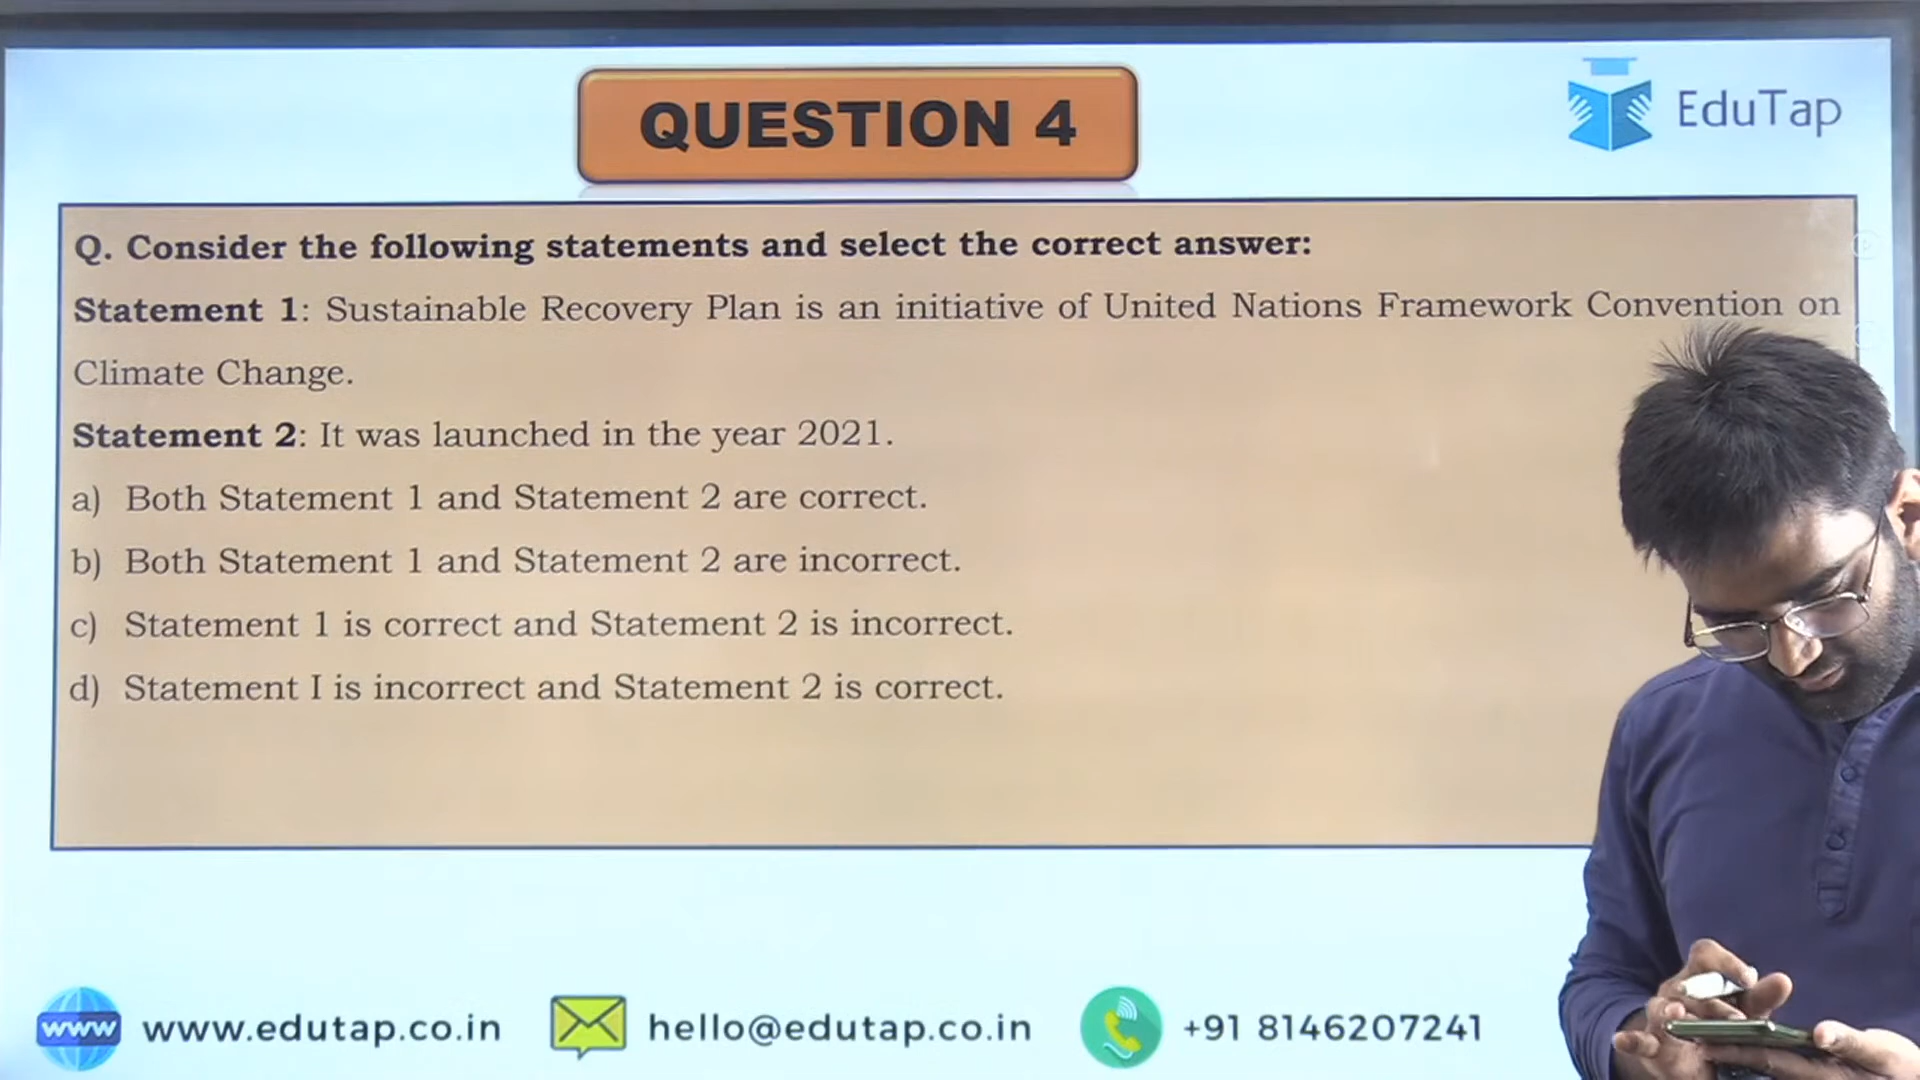 QUESTION 4
EduTap
Q. Consider the following statements and select the correct answer:
Statement 1: Sustainable Recovery Plan is an initiative of United Nations Framework Convention on
Climate Change.
Statement 2: It was launched in the year 2021.
a) Both Statement 1 and Statement 2 are correct.
b) Both Statement 1 and Statement 2 are incorrect.
c) Statement 1 is correct and Statement 2 is incorrect.
d) Statement I is incorrect and Statement 2 is correct.
www www.edutap.co.in hello@edutap.co.in +91 8146207241